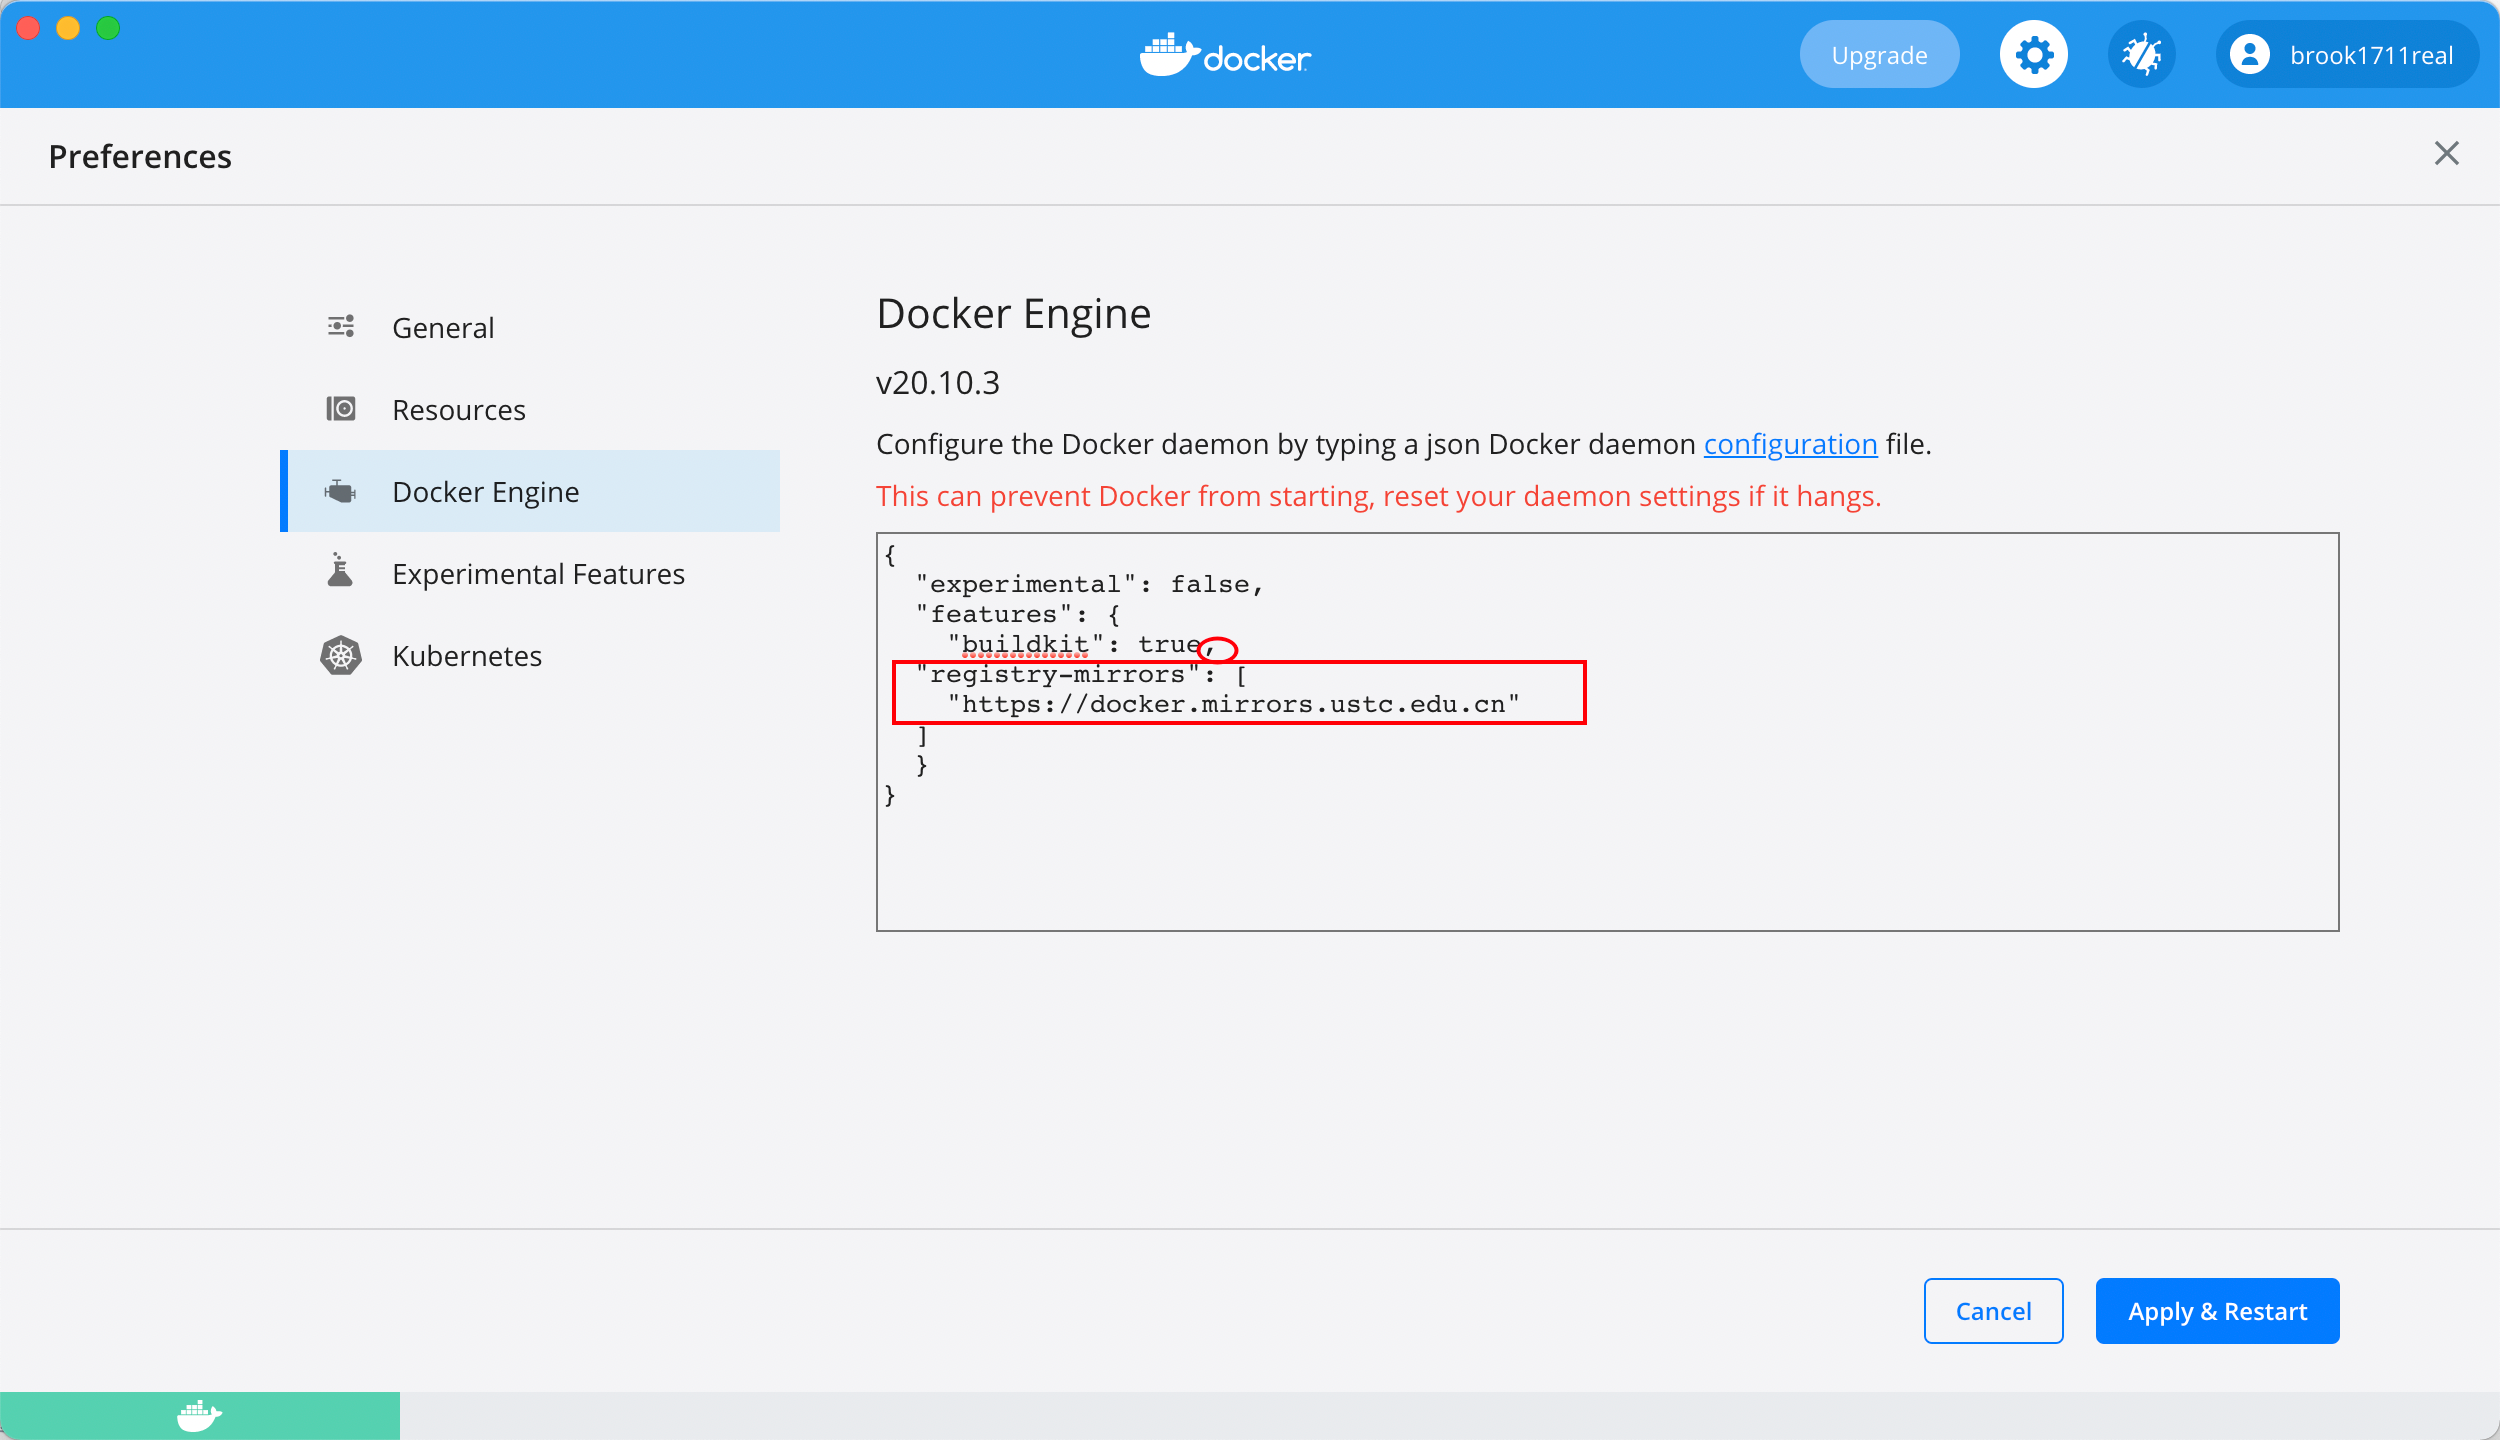 docker
Upgrade
brook1711real
Preferences
General
Resources
Docker Engine
Experimental Features
Kubernetes
Docker Engine
v20.10.3
Configure the Docker daemon by typing a json Docker daemon configuration file.
This can prevent Docker from starting, reset your daemon settings if it hangs.
{
  "experimental": false,
  "features": {
    "buildkit": true,
  "registry-mirrors": [
    "https://docker.mirrors.ustc.edu.cn"
  ]
  }
}
Cancel
Apply & Restart